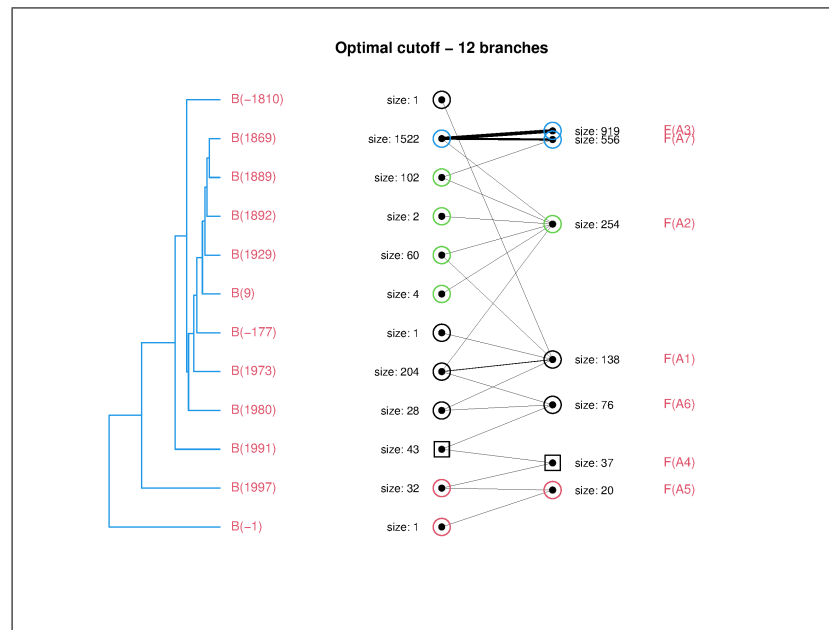 Optimal cutoff – 12 branches
B(−1810) size: 1
size: 919 F(A3)
B(1869) size: 1522 size: 556 F(A7)
B(1889) size: 102
B(1892) size: 2 size: 254 F(A2)
B(1929) size: 60
B(9) size: 4
B(−177) size: 1
size: 138 F(A1)
B(1973) size: 204
B(1980) size: 28 size: 76 F(A6)
B(1991) size: 43
size: 37 F(A4)
B(1997) size: 32 size: 20 F(A5)
B(−1) size: 1